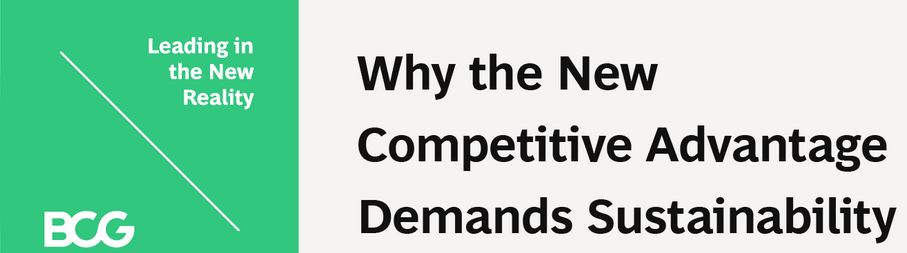 Leading in
the New
Reality
BCG
Why the New
Competitive Advantage
Demands Sustainability